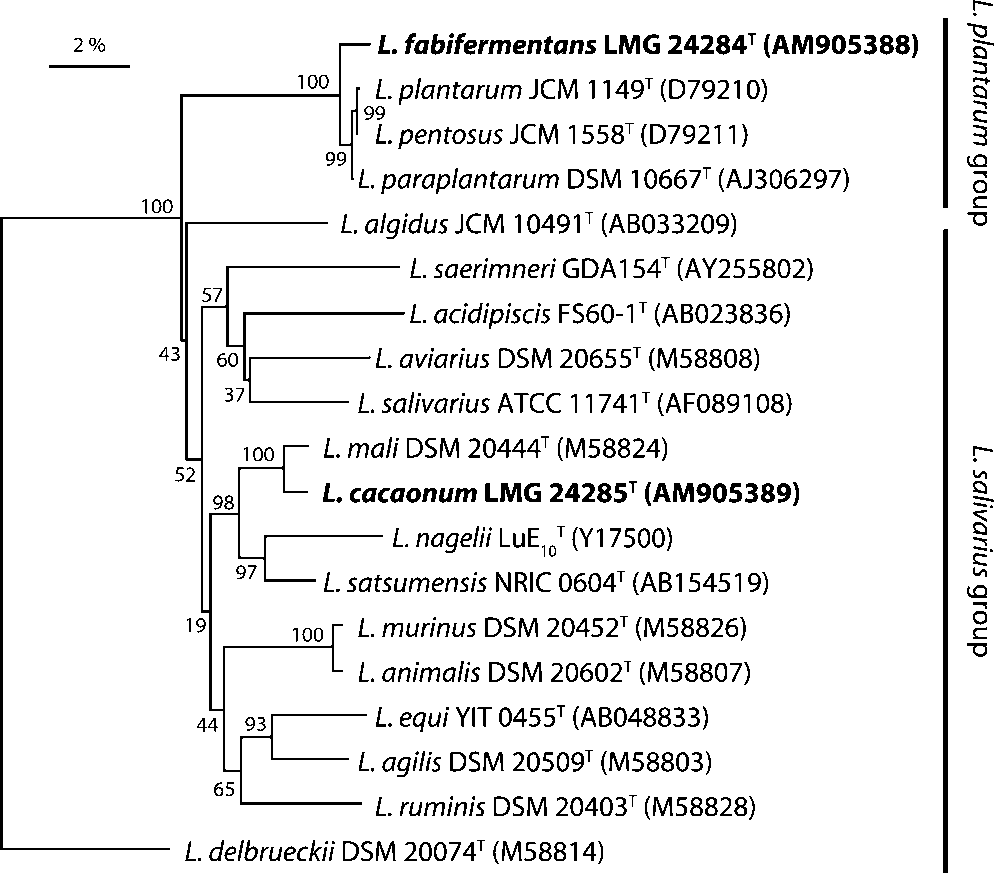 2 %
L. fabifermentans LMG 24284ᵀ (AM905388)
100
L. plantarum JCM 1149ᵀ (D79210)
99
L. pentosus JCM 1558ᵀ (D79211)
99
L. paraplantarum DSM 10667ᵀ (AJ306297)
100
L. algidus JCM 10491ᵀ (AB033209)
L. saerimneri GDA154ᵀ (AY255802)
57
L. acidipiscis FS60-1ᵀ (AB023836)
43
60
L. aviarius DSM 20655ᵀ (M58808)
37
L. salivarius ATCC 11741ᵀ (AF089108)
L. mali DSM 20444ᵀ (M58824)
100
52
L. cacaonum LMG 24285ᵀ (AM905389)
98
L. nagelii LuE₁₀ᵀ (Y17500)
97
L. satsumensis NRIC 0604ᵀ (AB154519)
19
L. murinus DSM 20452ᵀ (M58826)
100
L. animalis DSM 20602ᵀ (M58807)
44
L. equi YIT 0455ᵀ (AB048833)
93
L. agilis DSM 20509ᵀ (M58803)
65
L. ruminis DSM 20403ᵀ (M58828)
L. delbrueckii DSM 20074ᵀ (M58814)
L. plantarum group
L. salivarius group